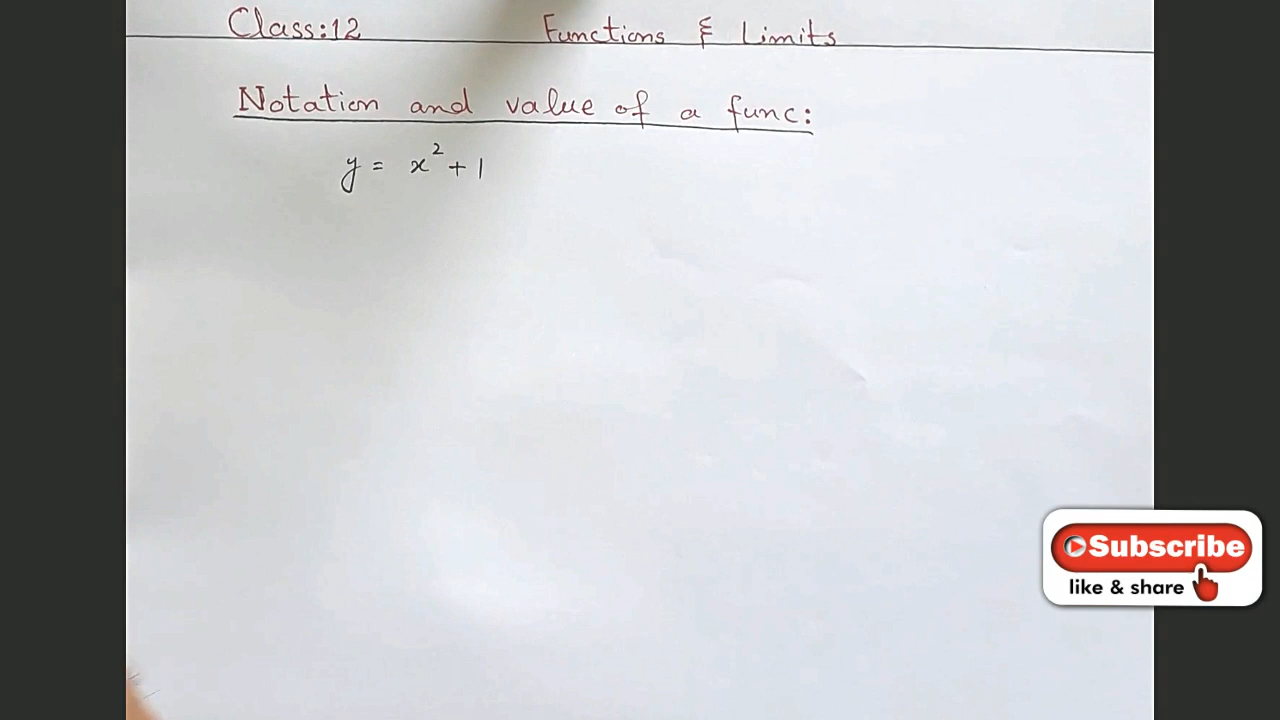 Class:12 Functions & Limits
Notation and value of a func:
y = x² + 1
Subscribe
like & share